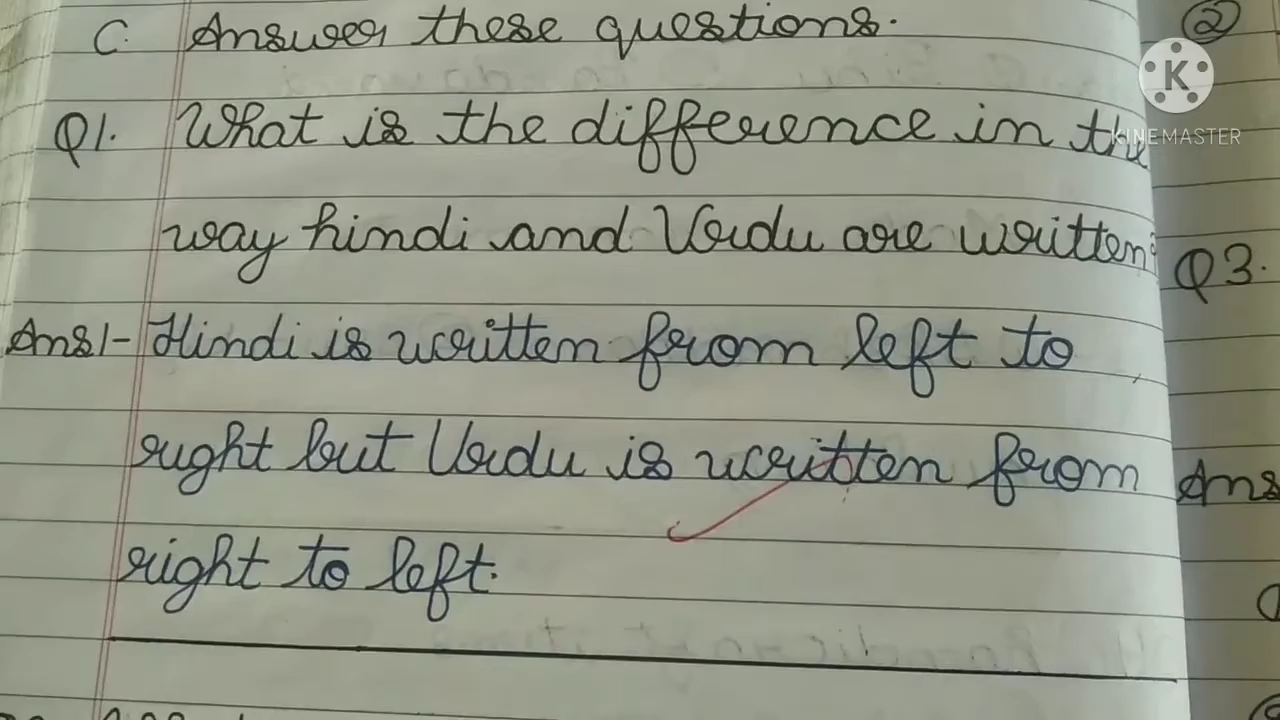 C. Answer these questions.
Q1. What is the difference in the
way hindi and Urdu are written?
Ans1- Hindi is written from left to
right but Urdu is written from
right to left.
②
K
KINEMASTER
Q3.
Ans